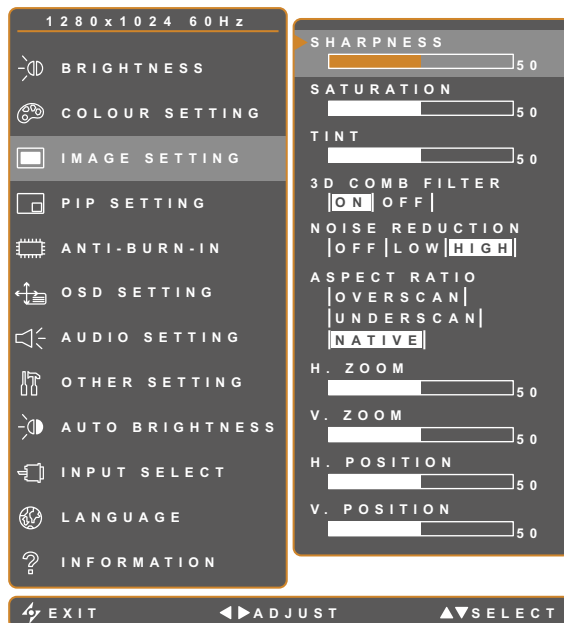 1280x1024 60Hz
BRIGHTNESS
COLOUR SETTING
IMAGE SETTING
PIP SETTING
ANTI-BURN-IN
OSD SETTING
AUDIO SETTING
OTHER SETTING
AUTO BRIGHTNESS
INPUT SELECT
LANGUAGE
INFORMATION
SHARPNESS
50
SATURATION
50
TINT
50
3D COMB FILTER
ON OFF
NOISE REDUCTION
OFF LOW HIGH
ASPECT RATIO
OVERSCAN
UNDERSCAN
NATIVE
H. ZOOM
50
V. ZOOM
50
H. POSITION
50
V. POSITION
50
EXIT ADJUST SELECT